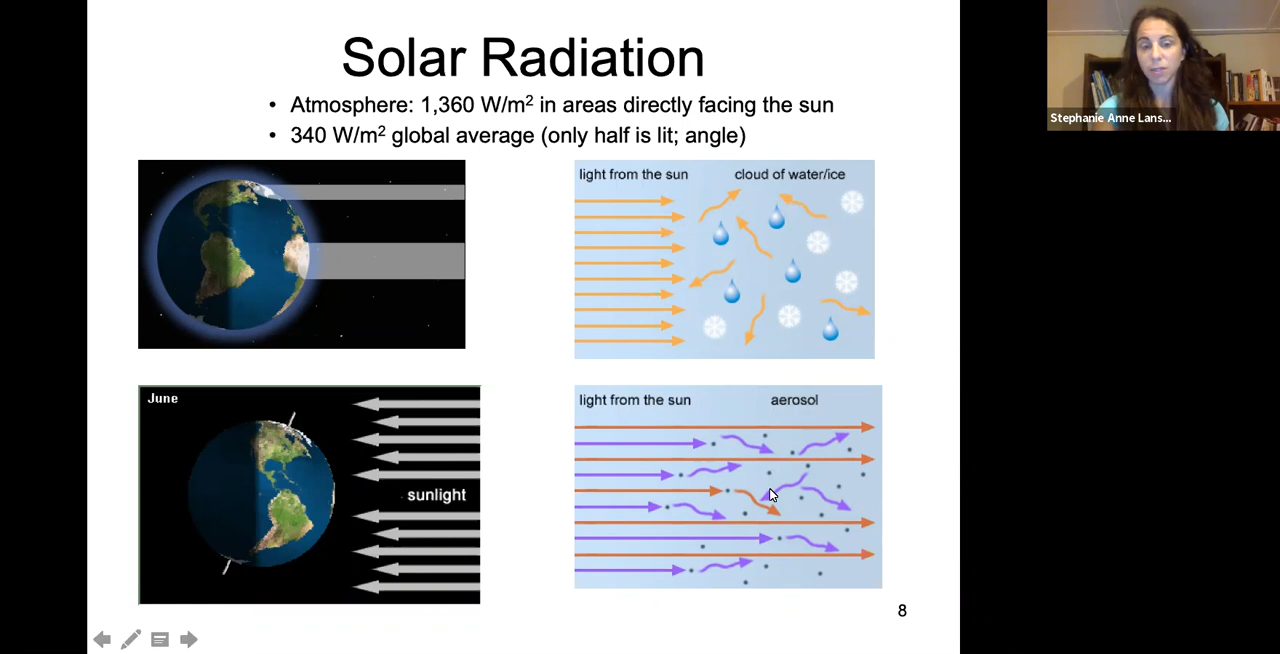 Solar Radiation
• Atmosphere: 1,360 W/m² in areas directly facing the sun
• 340 W/m² global average (only half is lit; angle)
light from the sun
cloud of water/ice
June
sunlight
light from the sun
aerosol
8
Stephanie Anne Lans...